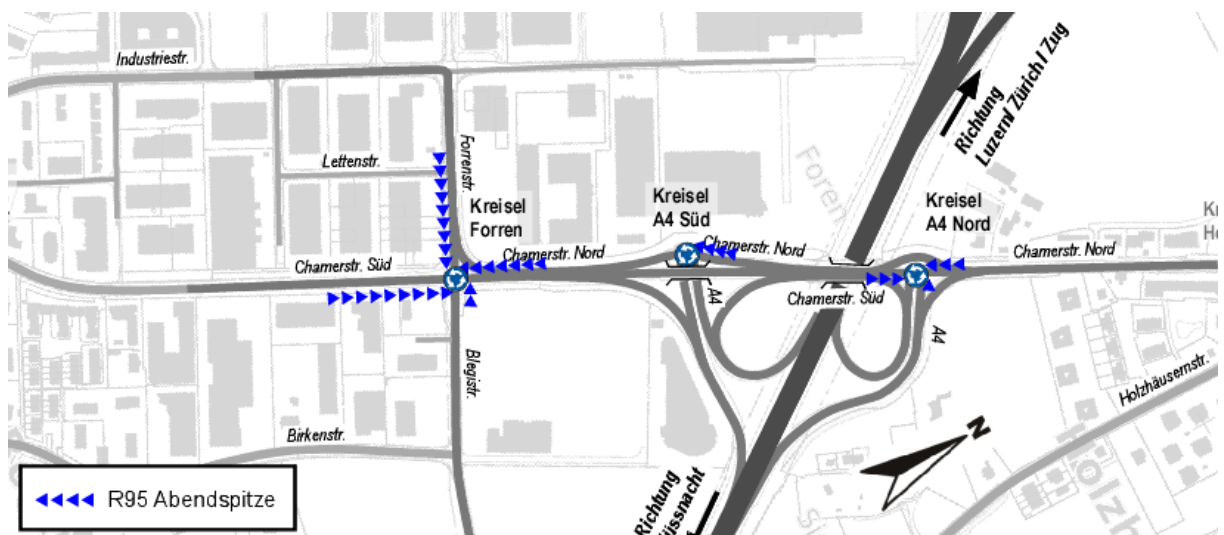 Industriestr.
Lettenstr.
Forrenstr.
Kreisel
Forren
Chamerstr. Süd
Chamerstr. Nord
Kreisel
A4 Süd
Chamerstr. Nord
Foren
Richtung
Luzern/ Zürich / Zug
Kreisel
A4 Nord
Chamerstr. Nord
Chamerstr. Süd
A4
A4
Holzhäusernstr.
Blegistr.
Birkenstr.
N
Richtung
R95 Abendspitze